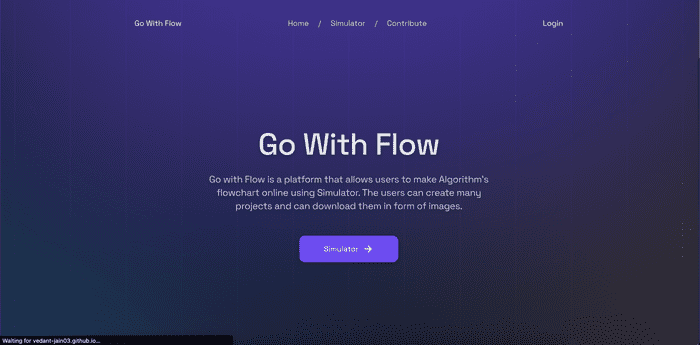 Go With Flow
Home / Simulator / Contribute
Login
Go With Flow
Go with Flow is a platform that allows users to make Algorithm's
flowchart online using Simulator. The users can create many
projects and can download them in form of images.
Simulator →
Waiting for vedant-jain03.github.io...